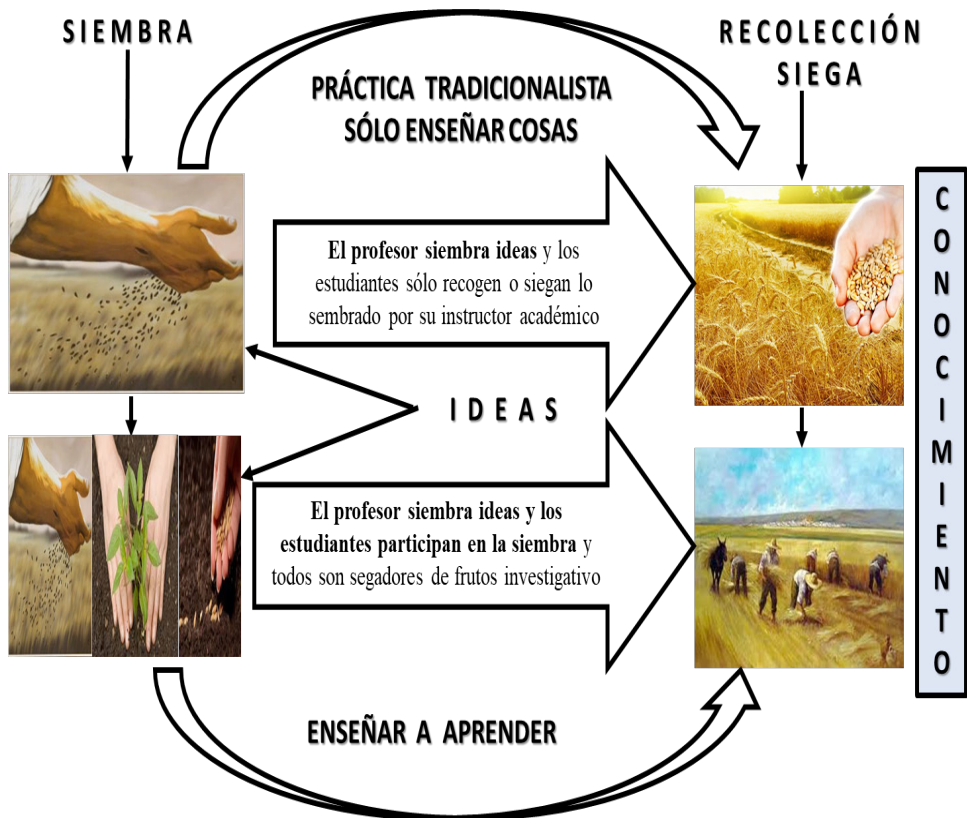 SIEMBRA
RECOLECCIÓN
SIEGA
PRÁCTICA TRADICIONALISTA
SÓLO ENSEÑAR COSAS
El profesor siembra ideas y los
estudiantes sólo recogen o siegan lo
sembrado por su instructor académico
IDEAS
El profesor siembra ideas y los
estudiantes participan en la siembra y
todos son segadores de frutos investigativo
ENSEÑAR A APRENDER
CONOCIMIENTO